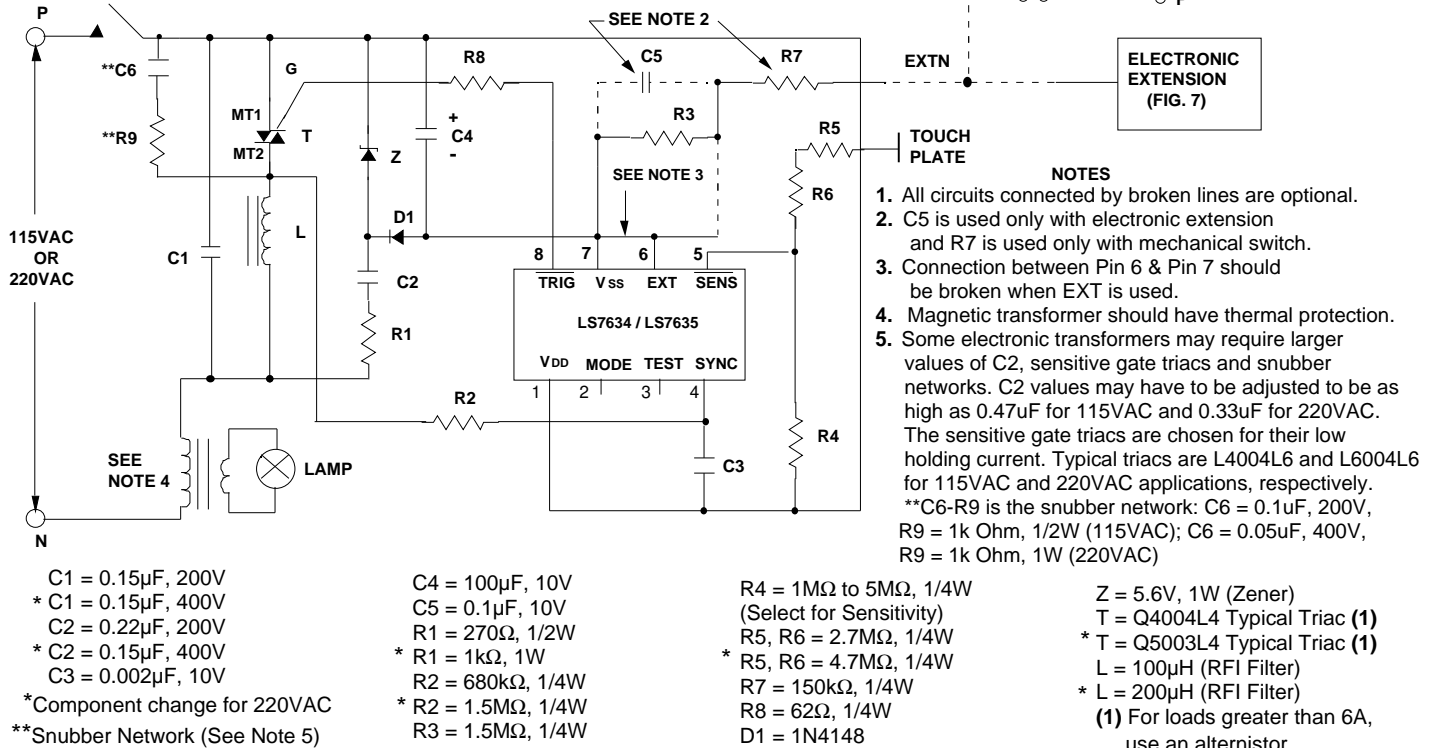 P
SEE NOTE 2
**C6
G
R8
C5
R7
EXTN
ELECTRONIC
EXTENSION
(FIG. 7)
MT1
**R9
T
MT2
+
C4
-
Z
R3
R5
TOUCH
PLATE
SEE NOTE 3
R6
D1
115VAC
OR
220VAC
C1
L
C2
R1
8 7 6 5
TRIG VSS EXT SENS
LS7634 / LS7635
VDD MODE TEST SYNC
1 2 3 4
R2
R4
C3
SEE
NOTE 4
LAMP
N
NOTES
1. All circuits connected by broken lines are optional.
2. C5 is used only with electronic extension
and R7 is used only with mechanical switch.
3. Connection between Pin 6 & Pin 7 should
be broken when EXT is used.
4. Magnetic transformer should have thermal protection.
5. Some electronic transformers may require larger
values of C2, sensitive gate triacs and snubber
networks. C2 values may have to be adjusted to be as
high as 0.47uF for 115VAC and 0.33uF for 220VAC.
The sensitive gate triacs are chosen for their low
holding current. Typical triacs are L4004L6 and L6004L6
for 115VAC and 220VAC applications, respectively.
**C6-R9 is the snubber network: C6 = 0.1uF, 200V,
R9 = 1k Ohm, 1/2W (115VAC); C6 = 0.05uF, 400V,
R9 = 1k Ohm, 1W (220VAC)
C1 = 0.15µF, 200V
* C1 = 0.15µF, 400V
C2 = 0.22µF, 200V
* C2 = 0.15µF, 400V
C3 = 0.002µF, 10V
*Component change for 220VAC
**Snubber Network (See Note 5)
C4 = 100µF, 10V
C5 = 0.1µF, 10V
R1 = 270Ω, 1/2W
* R1 = 1kΩ, 1W
R2 = 680kΩ, 1/4W
* R2 = 1.5MΩ, 1/4W
R3 = 1.5MΩ, 1/4W
R4 = 1MΩ to 5MΩ, 1/4W
(Select for Sensitivity)
R5, R6 = 2.7MΩ, 1/4W
* R5, R6 = 4.7MΩ, 1/4W
R7 = 150kΩ, 1/4W
R8 = 62Ω, 1/4W
D1 = 1N4148
Z = 5.6V, 1W (Zener)
T = Q4004L4 Typical Triac (1)
* T = Q5003L4 Typical Triac (1)
L = 100µH (RFI Filter)
* L = 200µH (RFI Filter)
(1) For loads greater than 6A,
use an alternistor